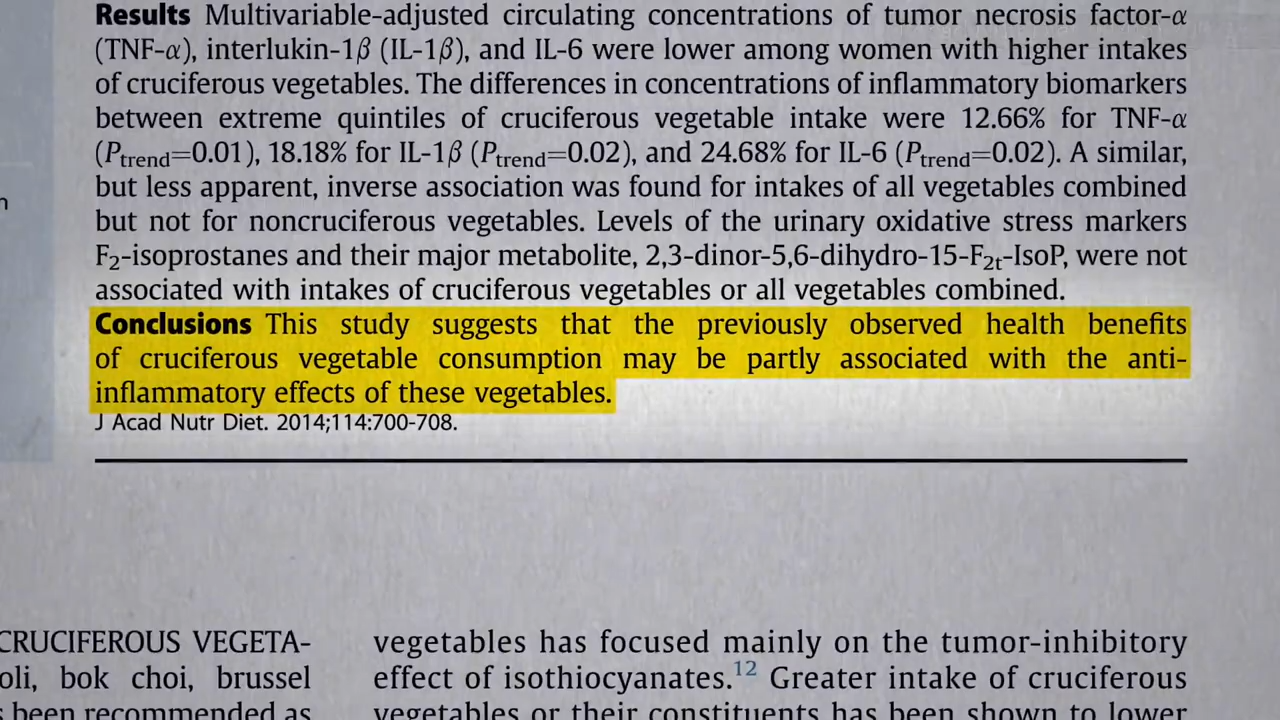 Results Multivariable-adjusted circulating concentrations of tumor necrosis factor-α
(TNF-α), interlukin-1β (IL-1β), and IL-6 were lower among women with higher intakes
of cruciferous vegetables. The differences in concentrations of inflammatory biomarkers
between extreme quintiles of cruciferous vegetable intake were 12.66% for TNF-α
(Ptrend=0.01), 18.18% for IL-1β (Ptrend=0.02), and 24.68% for IL-6 (Ptrend=0.02). A similar,
but less apparent, inverse association was found for intakes of all vegetables combined
but not for noncruciferous vegetables. Levels of the urinary oxidative stress markers
F2-isoprostanes and their major metabolite, 2,3-dinor-5,6-dihydro-15-F2t-IsoP, were not
associated with intakes of cruciferous vegetables or all vegetables combined.
Conclusions This study suggests that the previously observed health benefits
of cruciferous vegetable consumption may be partly associated with the anti-
inflammatory effects of these vegetables.
J Acad Nutr Diet. 2014;114:700-708.
CRUCIFEROUS VEGETA-
oli, bok choi, brussel
been recommended as
vegetables has focused mainly on the tumor-inhibitory
effect of isothiocyanates.12 Greater intake of cruciferous
vegetables or their constituents has been shown to lower